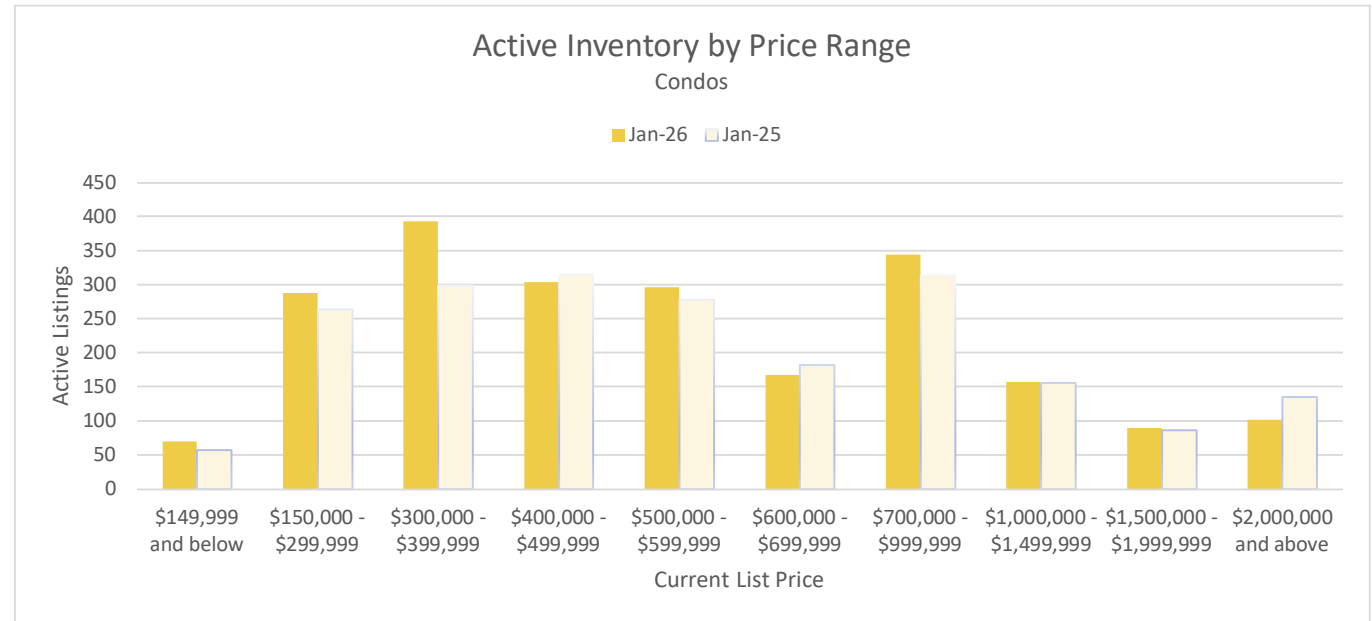 Active Inventory by Price Range
Condos
Jan-26 Jan-25
Active Listings
450
400
350
300
250
200
150
100
50
0
$149,999 $150,000 - $300,000 - $400,000 - $500,000 - $600,000 - $700,000 - $1,000,000 - $1,500,000 - $2,000,000
and below $299,999 $399,999 $499,999 $599,999 $699,999 $999,999 $1,499,999 $1,999,999 and above
Current List Price